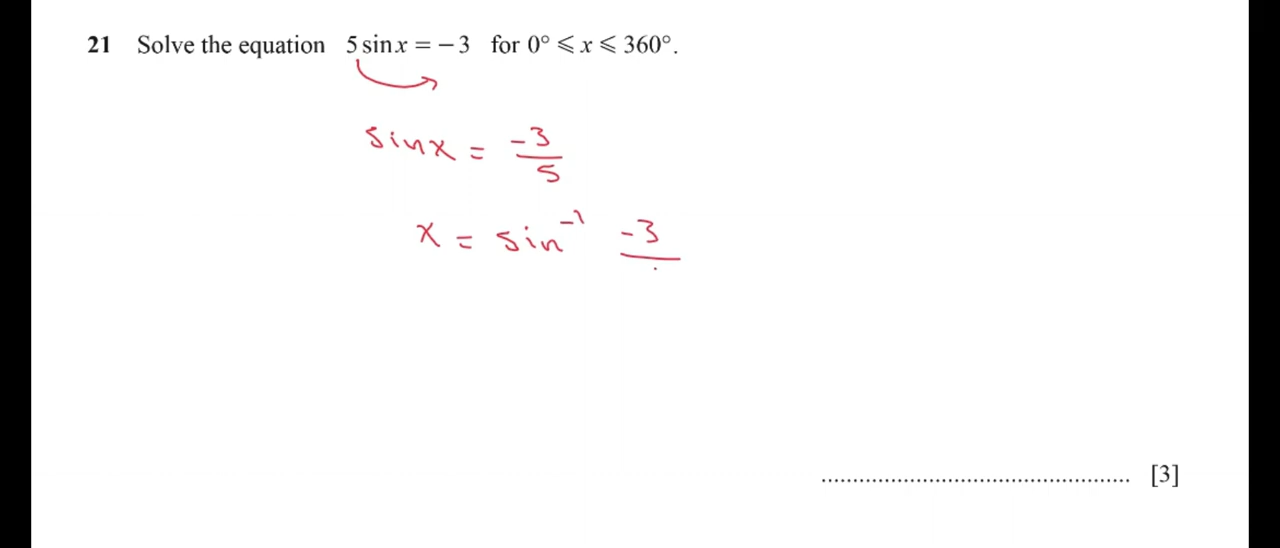 21 Solve the equation 5 sin x = −3 for 0° ⩽ x ⩽ 360°.
sin x = -3/5
x = sin⁻¹ -3/
.................................................. [3]